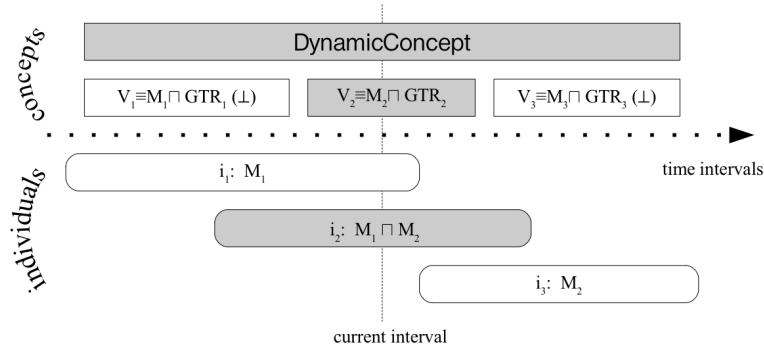 concepts
DynamicConcept
V₁≡M₁⊓ GTR₁ (⊥)
V₂≡M₂⊓ GTR₂
V₃≡M₃⊓ GTR₃ (⊥)
time intervals
individuals
i₁: M₁
i₂: M₁ ⊓ M₂
i₃: M₂
current interval